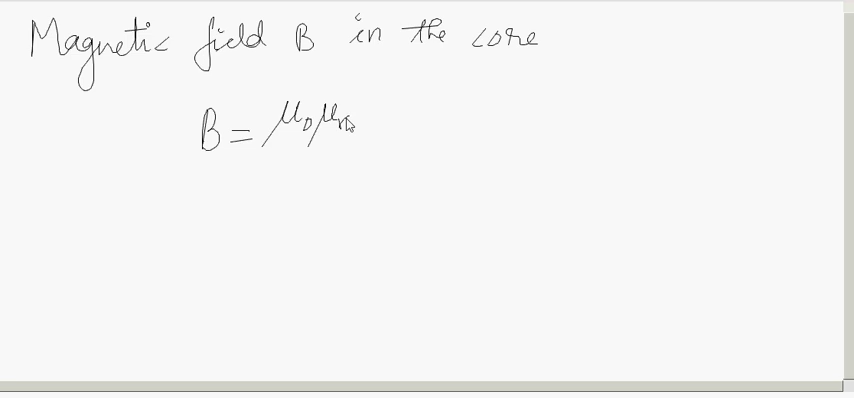 Magnetic field B in the core
B = μ₀μᵣ